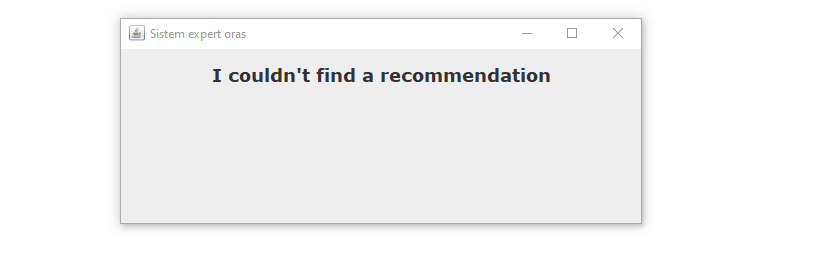 Sistem expert oras
I couldn't find a recommendation